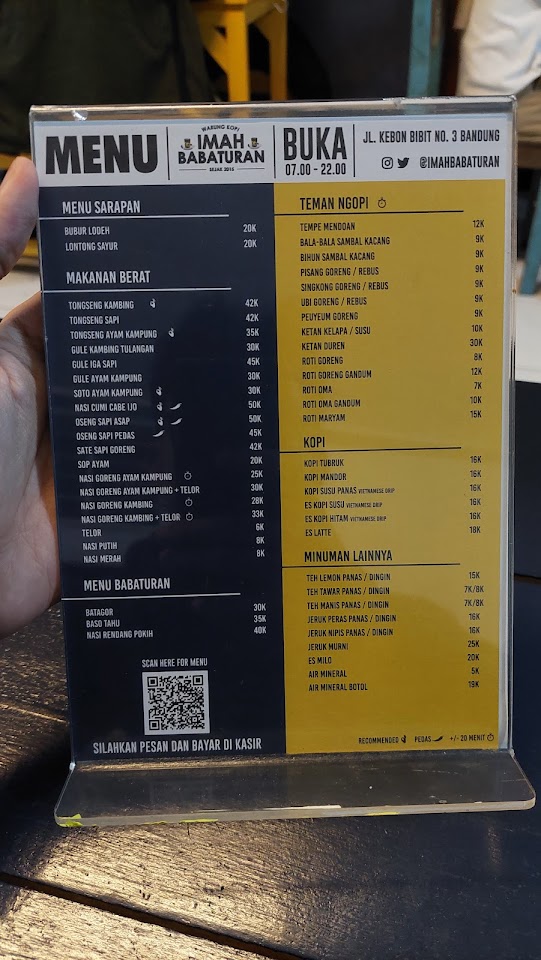 MENU
WARUNG KOPI
IMAH
BABATURAN
SEJAK 2015
BUKA
07.00 - 22.00
JL. KEBON BIBIT NO. 3 BANDUNG
@IMAHBABATURAN
MENU SARAPAN
BUBUR LODEH 20K
LONTONG SAYUR 20K
MAKANAN BERAT
TONGSENG KAMBING 42K
TONGSENG SAPI 42K
TONGSENG AYAM KAMPUNG 35K
GULE KAMBING TULANGAN 30K
GULE IGA SAPI 45K
GULE AYAM KAMPUNG 30K
SOTO AYAM KAMPUNG 30K
NASI CUMI CABE IJO 50K
OSENG SAPI ASAP 50K
OSENG SAPI PEDAS 45K
SATE SAPI GORENG 42K
SOP AYAM 20K
NASI GORENG AYAM KAMPUNG 25K
NASI GORENG AYAM KAMPUNG + TELOR 30K
NASI GORENG KAMBING 28K
NASI GORENG KAMBING + TELOR 33K
TELOR 6K
NASI PUTIH 8K
NASI MERAH 8K
MENU BABATURAN
BATAGOR 30K
BASO TAHU 35K
NASI RENDANG POKIH 40K
SCAN HERE FOR MENU
SILAHKAN PESAN DAN BAYAR DI KASIR
TEMAN NGOPI
TEMPE MENDOAN 12K
BALA-BALA SAMBAL KACANG 9K
BIHUN SAMBAL KACANG 9K
PISANG GORENG / REBUS 9K
SINGKONG GORENG / REBUS 9K
UBI GORENG / REBUS 9K
PEUYEUM GORENG 9K
KETAN KELAPA / SUSU 10K
KETAN DUREN 30K
ROTI GORENG 8K
ROTI GORENG GANDUM 12K
ROTI OMA 7K
ROTI OMA GANDUM 10K
ROTI MARYAM 15K
KOPI
KOPI TUBRUK 16K
KOPI MANDOR 16K
KOPI SUSU PANAS VIETNAMESE DRIP 16K
ES KOPI SUSU VIETNAMESE DRIP 16K
ES KOPI HITAM VIETNAMESE DRIP 16K
ES LATTE 18K
MINUMAN LAINNYA
TEH LEMON PANAS / DINGIN 15K
TEH TAWAR PANAS / DINGIN 7K/8K
TEH MANIS PANAS / DINGIN 7K/8K
JERUK PERAS PANAS / DINGIN 16K
JERUK NIPIS PANAS / DINGIN 16K
JERUK MURNI 25K
ES MILO 20K
AIR MINERAL 5K
AIR MINERAL BOTOL 19K
RECOMMENDED PEDAS +/- 20 MENIT